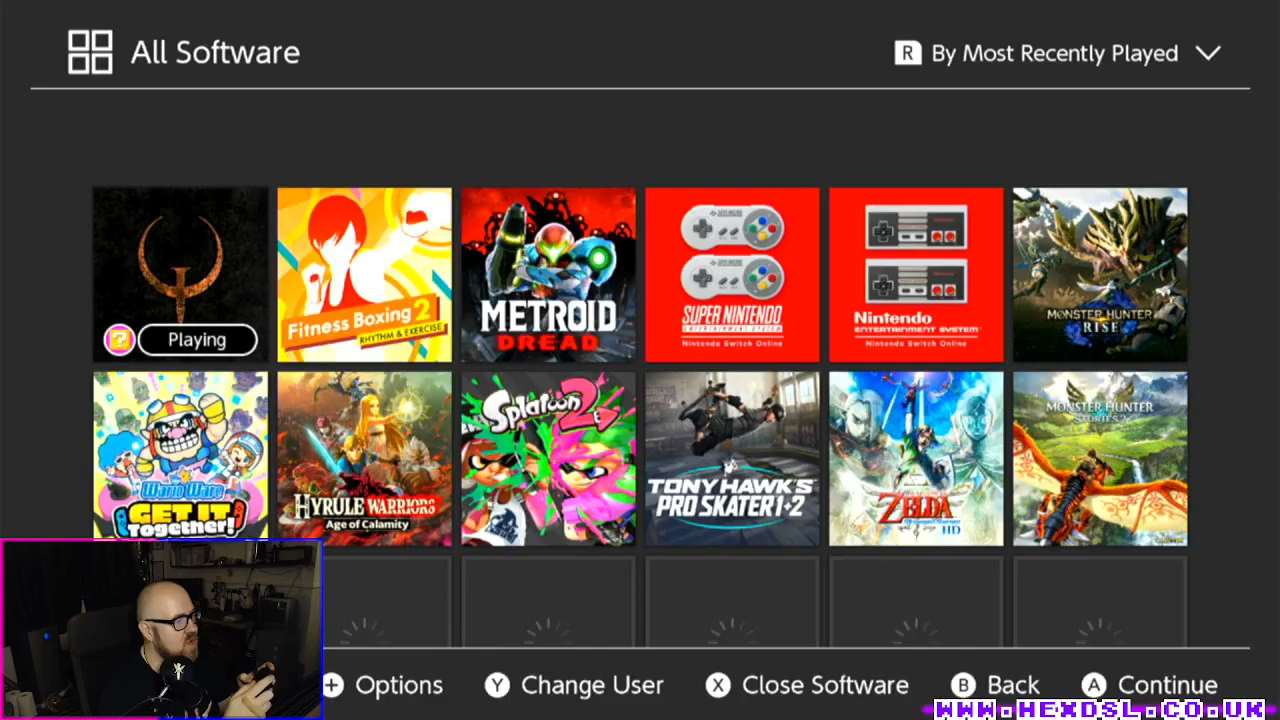 All Software
R By Most Recently Played
Playing
Fitness Boxing 2
RHYTHM & EXERCISE
METROID
DREAD
SUPER NINTENDO
ENTERTAINMENT SYSTEM
Nintendo Switch Online
Nintendo
ENTERTAINMENT SYSTEM™
Nintendo Switch Online
MONSTER HUNTER
RISE
Wario Ware
GET IT
Together!
HYRULE WARRIORS
Age of Calamity
Splatoon 2
TONY HAWK'S
PRO SKATER 1+2
MONSTER HUNTER
STORIES 2
ZELDA
HD
+ Options
Y Change User
X Close Software
B Back
A Continue
WWW.HEXDSL.CO.UK